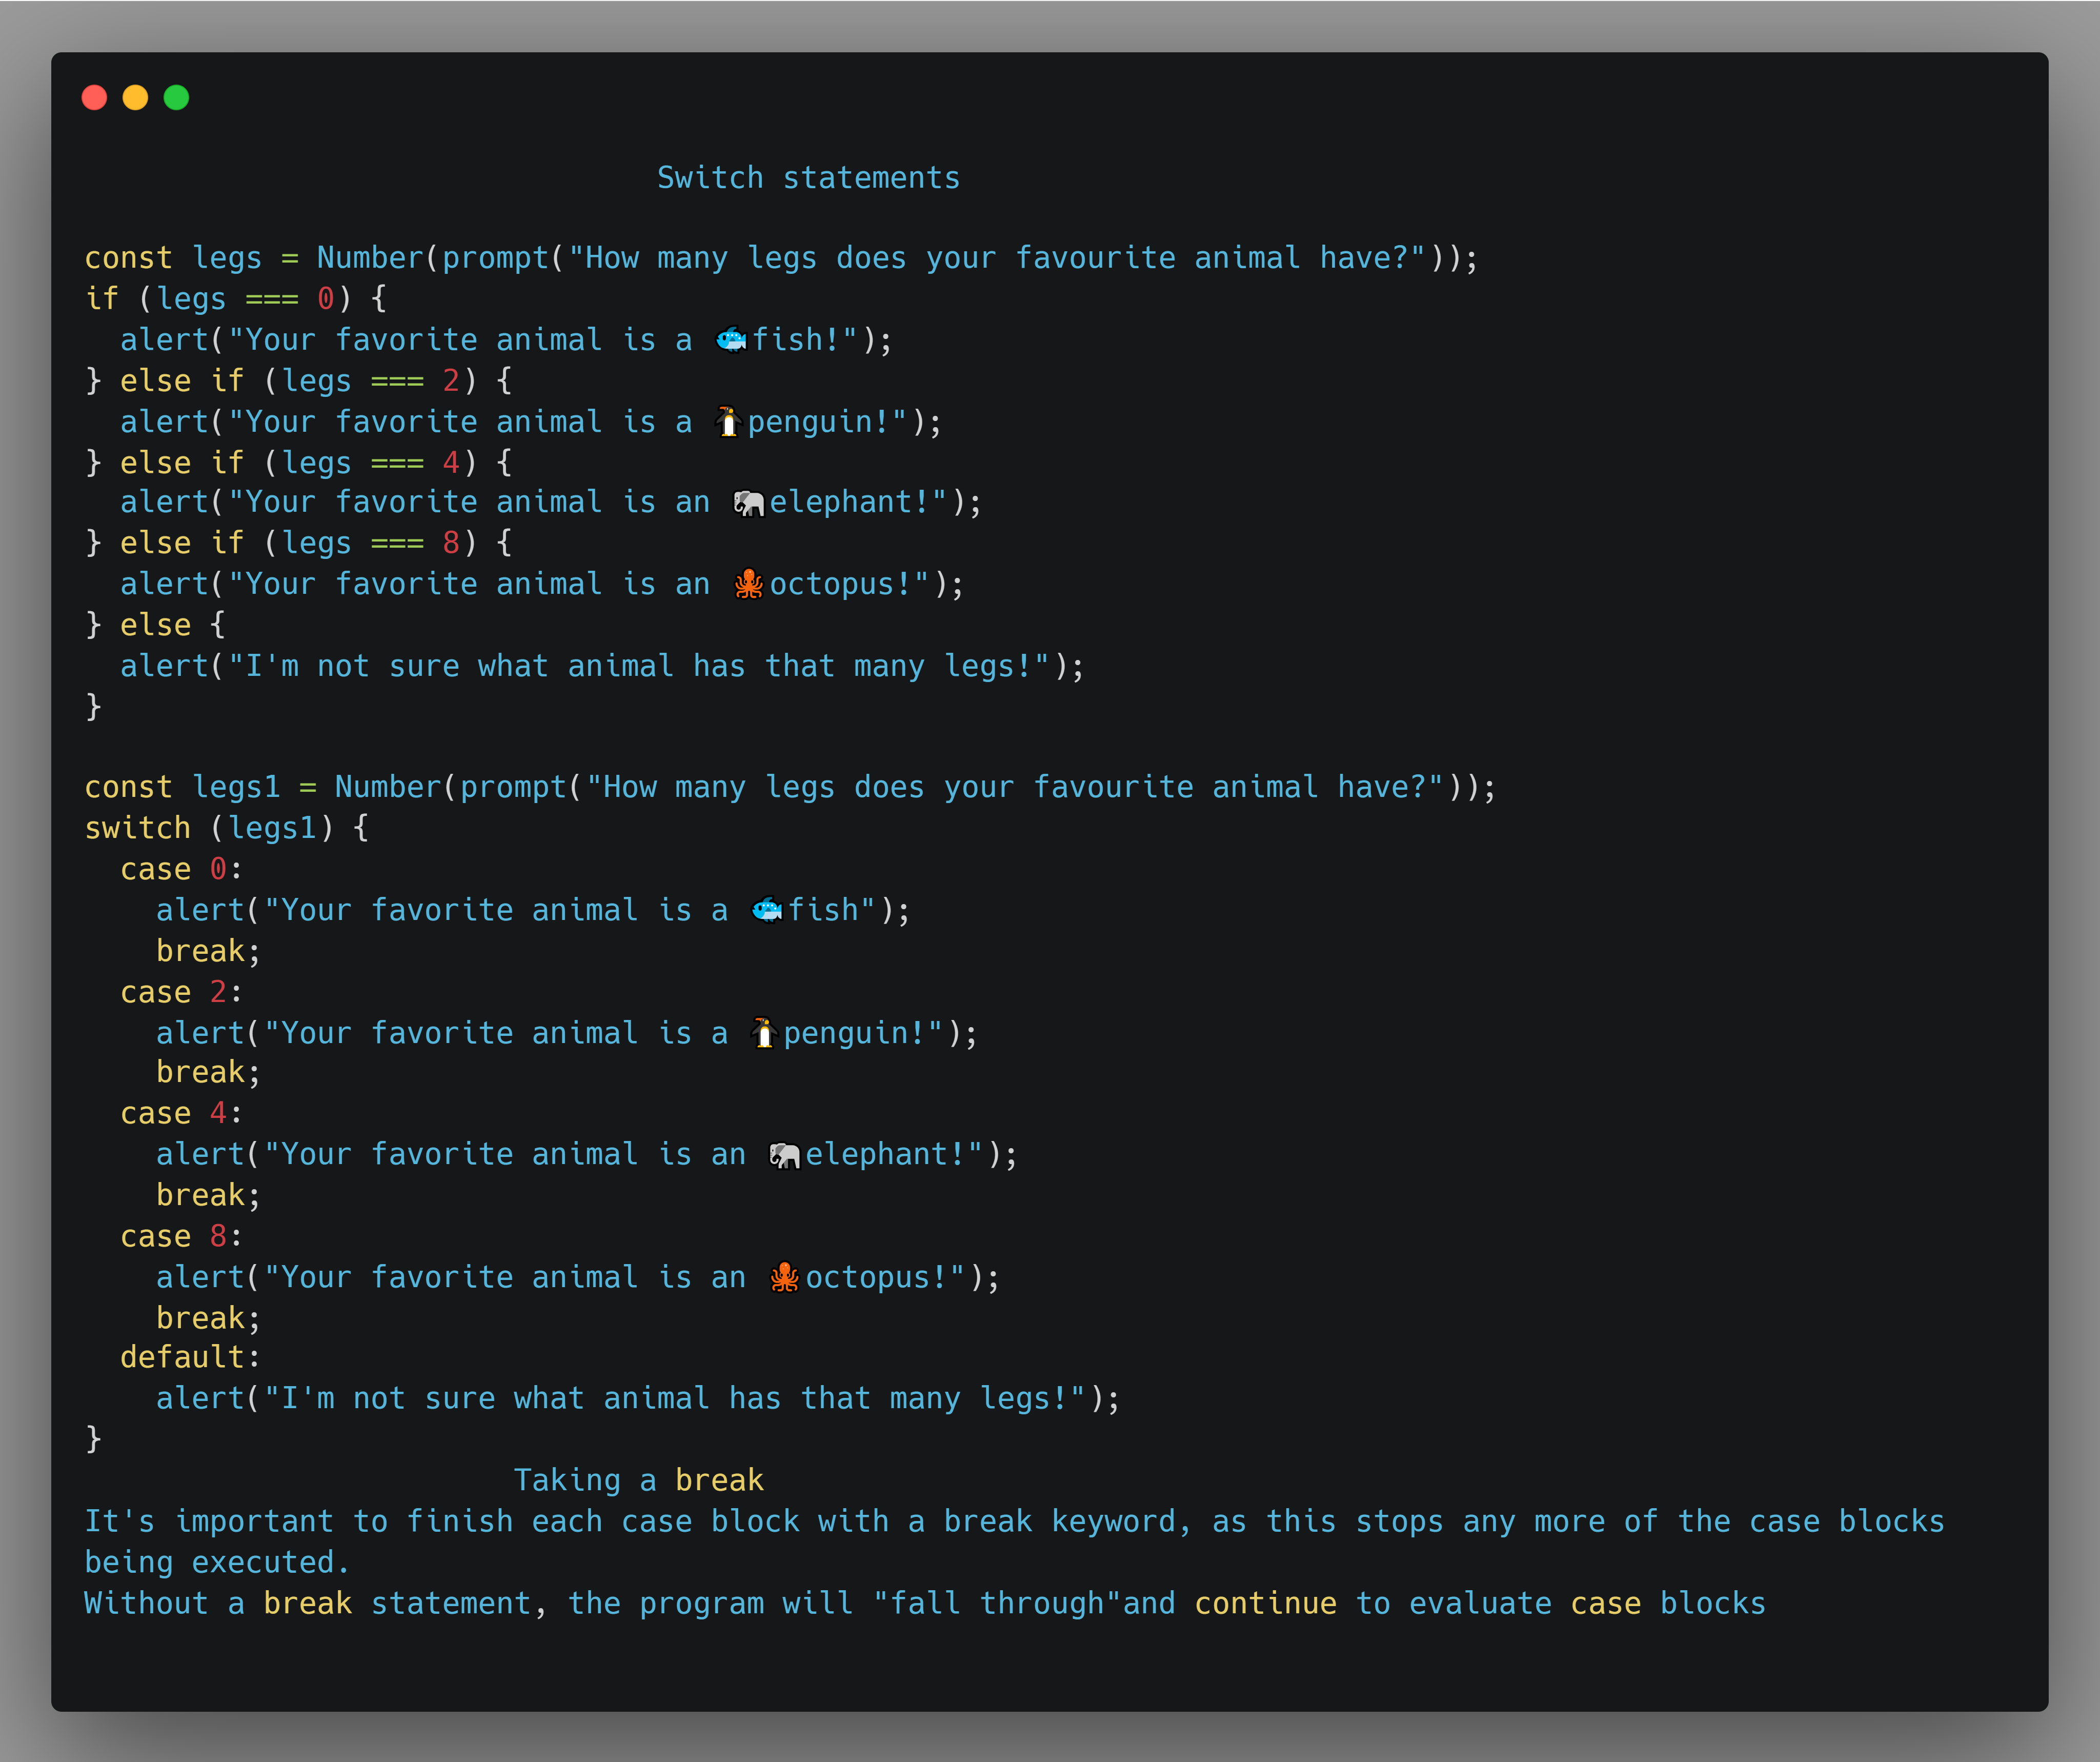 Switch statements
const legs = Number(prompt("How many legs does your favourite animal have?"));
if (legs === 0) {
  alert("Your favorite animal is a 🐟fish!");
} else if (legs === 2) {
  alert("Your favorite animal is a 🐧penguin!");
} else if (legs === 4) {
  alert("Your favorite animal is an 🐘elephant!");
} else if (legs === 8) {
  alert("Your favorite animal is an 🐙octopus!");
} else {
  alert("I'm not sure what animal has that many legs!");
}
const legs1 = Number(prompt("How many legs does your favourite animal have?"));
switch (legs1) {
  case 0:
    alert("Your favorite animal is a 🐟fish");
    break;
  case 2:
    alert("Your favorite animal is a 🐧penguin!");
    break;
  case 4:
    alert("Your favorite animal is an 🐘elephant!");
    break;
  case 8:
    alert("Your favorite animal is an 🐙octopus!");
    break;
  default:
    alert("I'm not sure what animal has that many legs!");
}
Taking a break
It's important to finish each case block with a break keyword, as this stops any more of the case blocks
being executed.
Without a break statement, the program will "fall through"and continue to evaluate case blocks